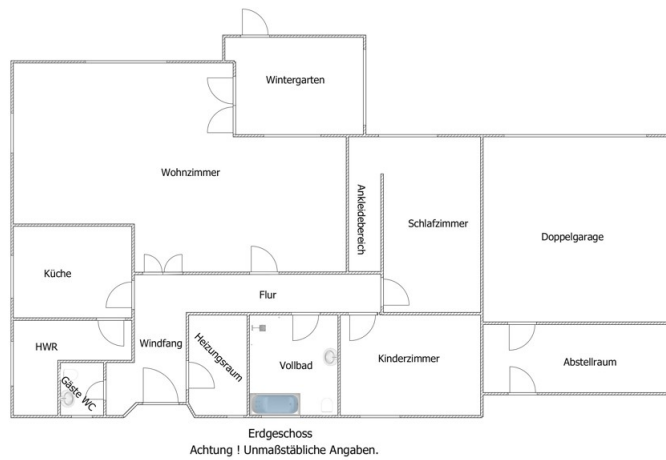 Wintergarten
Wohnzimmer
Ankleidebereich
Schlafzimmer
Doppelgarage
Küche
Flur
HWR
Windfang
Heizungsraum
Vollbad
Kinderzimmer
Abstellraum
Gäste WC
Erdgeschoss
Achtung ! Unmaßstäbliche Angaben.